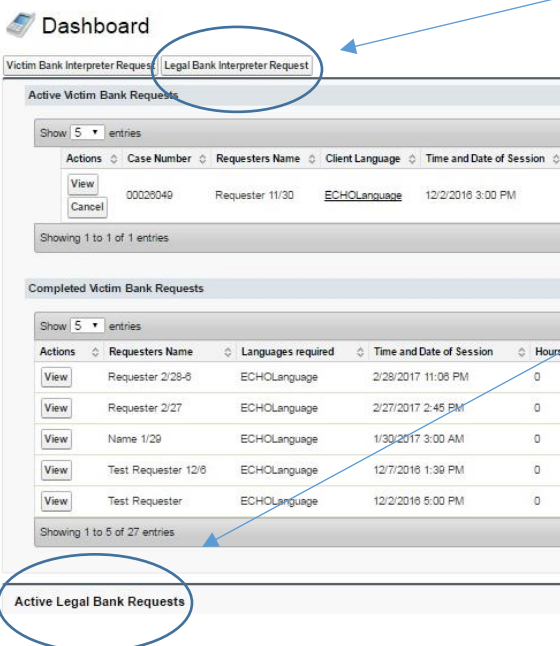 Dashboard
Victim Bank Interpreter Request Legal Bank Interpreter Request
Active Victim Bank Requests
Show 5 entries
Actions Case Number Requesters Name Client Language Time and Date of Session
View
Cancel
00026049 Requester 11/30 ECHOLanguage 12/2/2016 3:00 PM
Showing 1 to 1 of 1 entries
Completed Victim Bank Requests
Show 5 entries
Actions Requesters Name Languages required Time and Date of Session Hours
View Requester 2/28-6 ECHOLanguage 2/28/2017 11:06 PM 0
View Requester 2/27 ECHOLanguage 2/27/2017 2:45 PM 0
View Name 1/29 ECHOLanguage 1/30/2017 3:00 AM 0
View Test Requester 12/6 ECHOLanguage 12/7/2016 1:39 PM 0
View Test Requester ECHOLanguage 12/2/2016 5:00 PM 0
Showing 1 to 5 of 27 entries
Active Legal Bank Requests